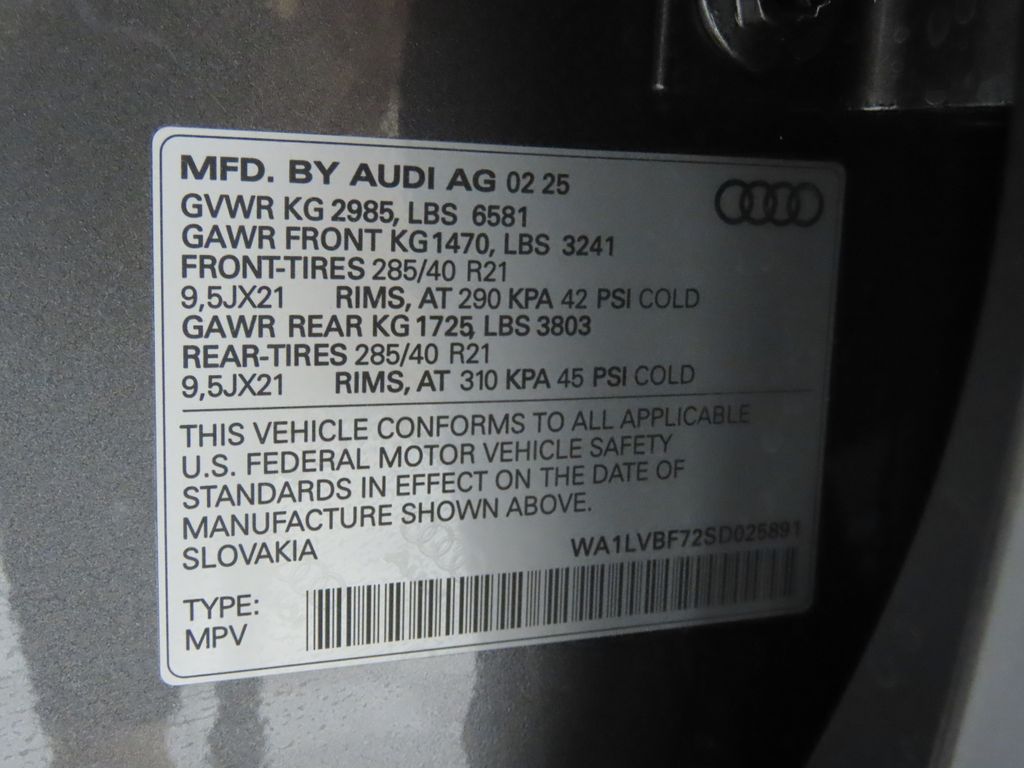 MFD. BY AUDI AG 02 25
GVWR KG 2985, LBS 6581
GAWR FRONT KG1470, LBS 3241
FRONT-TIRES 285/40 R21
9,5JX21 RIMS, AT 290 KPA 42 PSI COLD
GAWR REAR KG 1725, LBS 3803
REAR-TIRES 285/40 R21
9,5JX21 RIMS, AT 310 KPA 45 PSI COLD
THIS VEHICLE CONFORMS TO ALL APPLICABLE
U.S. FEDERAL MOTOR VEHICLE SAFETY
STANDARDS IN EFFECT ON THE DATE OF
MANUFACTURE SHOWN ABOVE.
SLOVAKIA
WA1LVBF72SD025891
TYPE:
MPV